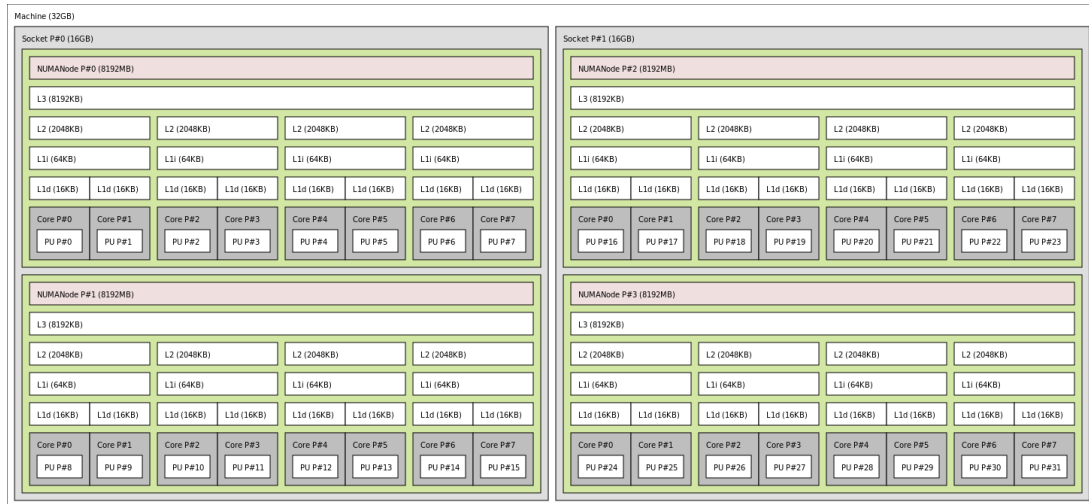 Machine (32GB)
Socket P#0 (16GB)
NUMANode P#0 (8192MB)
L3 (8192KB)
L2 (2048KB) L2 (2048KB) L2 (2048KB) L2 (2048KB)
L1i (64KB) L1i (64KB) L1i (64KB) L1i (64KB)
L1d (16KB) L1d (16KB) L1d (16KB) L1d (16KB) L1d (16KB) L1d (16KB) L1d (16KB) L1d (16KB)
Core P#0 Core P#1 Core P#2 Core P#3 Core P#4 Core P#5 Core P#6 Core P#7
PU P#0 PU P#1 PU P#2 PU P#3 PU P#4 PU P#5 PU P#6 PU P#7
NUMANode P#1 (8192MB)
L3 (8192KB)
L2 (2048KB) L2 (2048KB) L2 (2048KB) L2 (2048KB)
L1i (64KB) L1i (64KB) L1i (64KB) L1i (64KB)
L1d (16KB) L1d (16KB) L1d (16KB) L1d (16KB) L1d (16KB) L1d (16KB) L1d (16KB) L1d (16KB)
Core P#0 Core P#1 Core P#2 Core P#3 Core P#4 Core P#5 Core P#6 Core P#7
PU P#8 PU P#9 PU P#10 PU P#11 PU P#12 PU P#13 PU P#14 PU P#15
Socket P#1 (16GB)
NUMANode P#2 (8192MB)
L3 (8192KB)
L2 (2048KB) L2 (2048KB) L2 (2048KB) L2 (2048KB)
L1i (64KB) L1i (64KB) L1i (64KB) L1i (64KB)
L1d (16KB) L1d (16KB) L1d (16KB) L1d (16KB) L1d (16KB) L1d (16KB) L1d (16KB) L1d (16KB)
Core P#0 Core P#1 Core P#2 Core P#3 Core P#4 Core P#5 Core P#6 Core P#7
PU P#16 PU P#17 PU P#18 PU P#19 PU P#20 PU P#21 PU P#22 PU P#23
NUMANode P#3 (8192MB)
L3 (8192KB)
L2 (2048KB) L2 (2048KB) L2 (2048KB) L2 (2048KB)
L1i (64KB) L1i (64KB) L1i (64KB) L1i (64KB)
L1d (16KB) L1d (16KB) L1d (16KB) L1d (16KB) L1d (16KB) L1d (16KB) L1d (16KB) L1d (16KB)
Core P#0 Core P#1 Core P#2 Core P#3 Core P#4 Core P#5 Core P#6 Core P#7
PU P#24 PU P#25 PU P#26 PU P#27 PU P#28 PU P#29 PU P#30 PU P#31